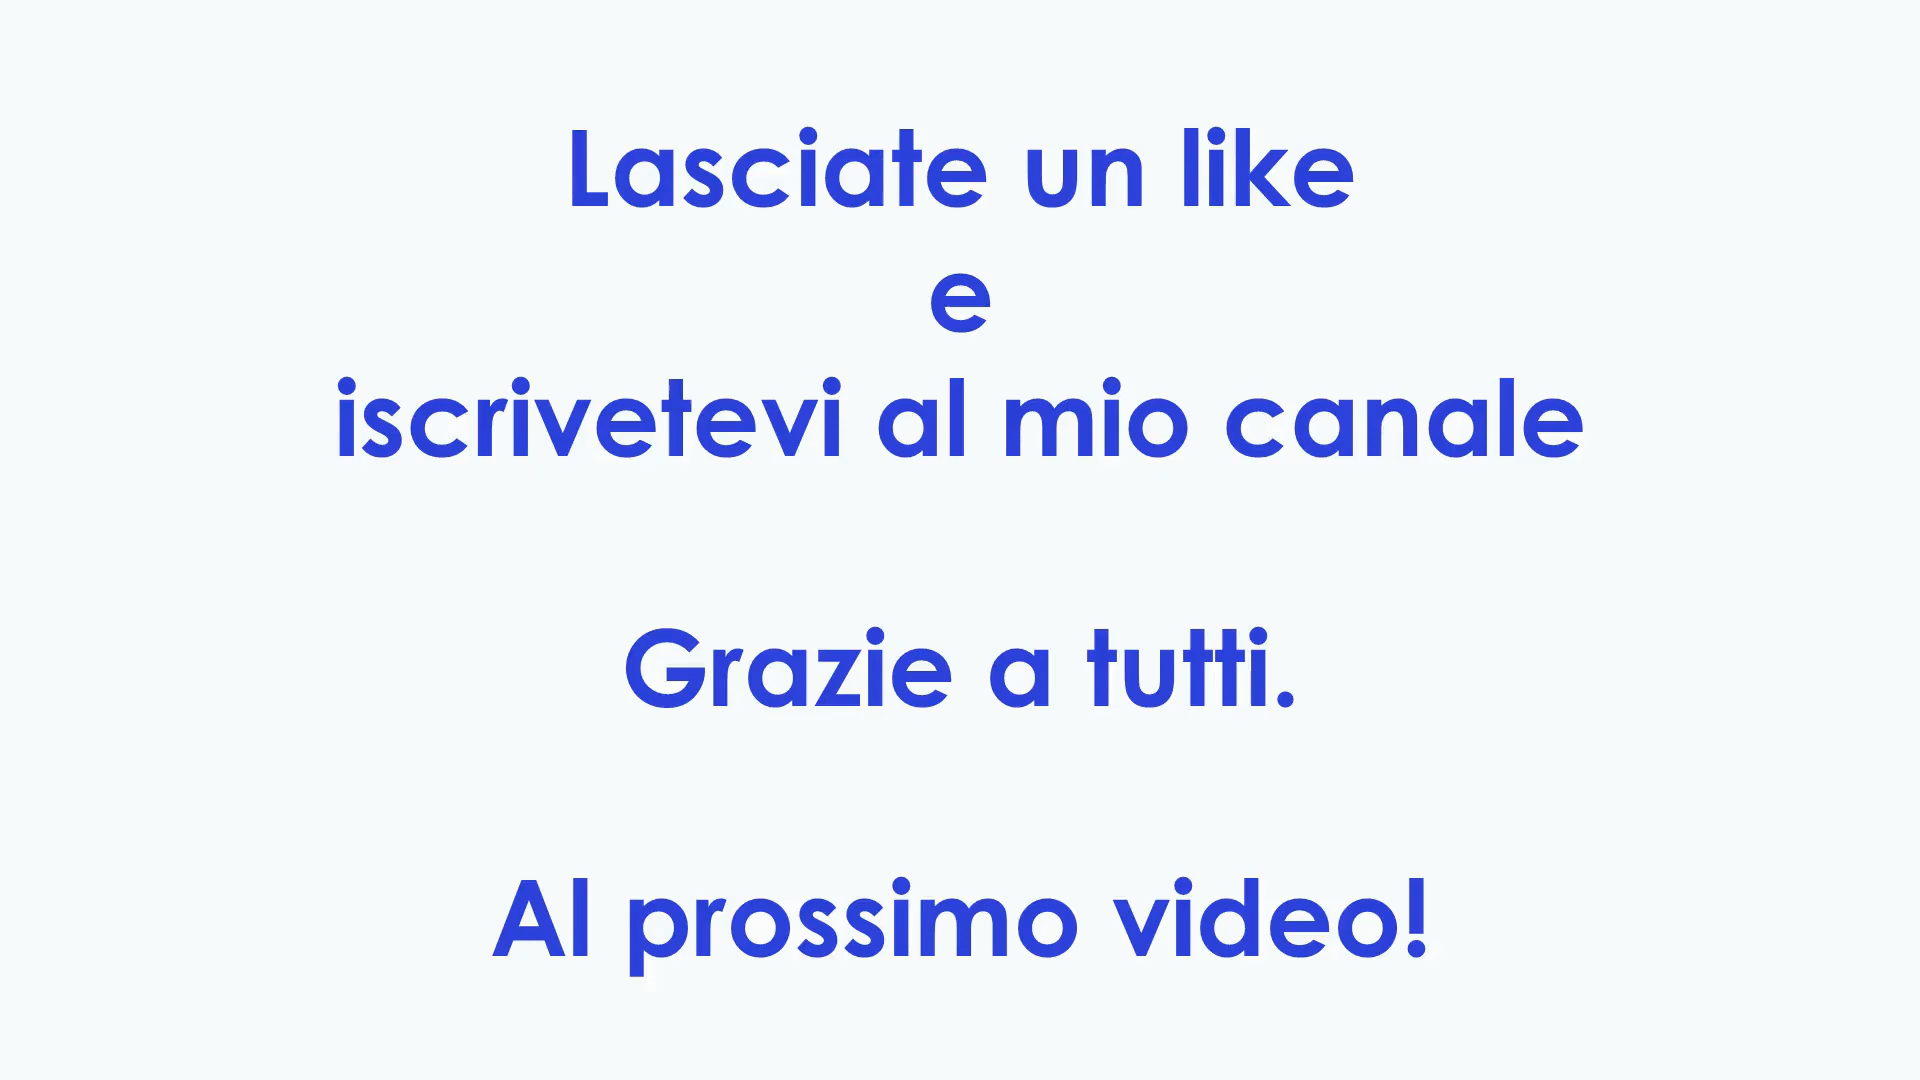 Lasciate un like
e
iscrivetevi al mio canale
Grazie a tutti.
Al prossimo video!